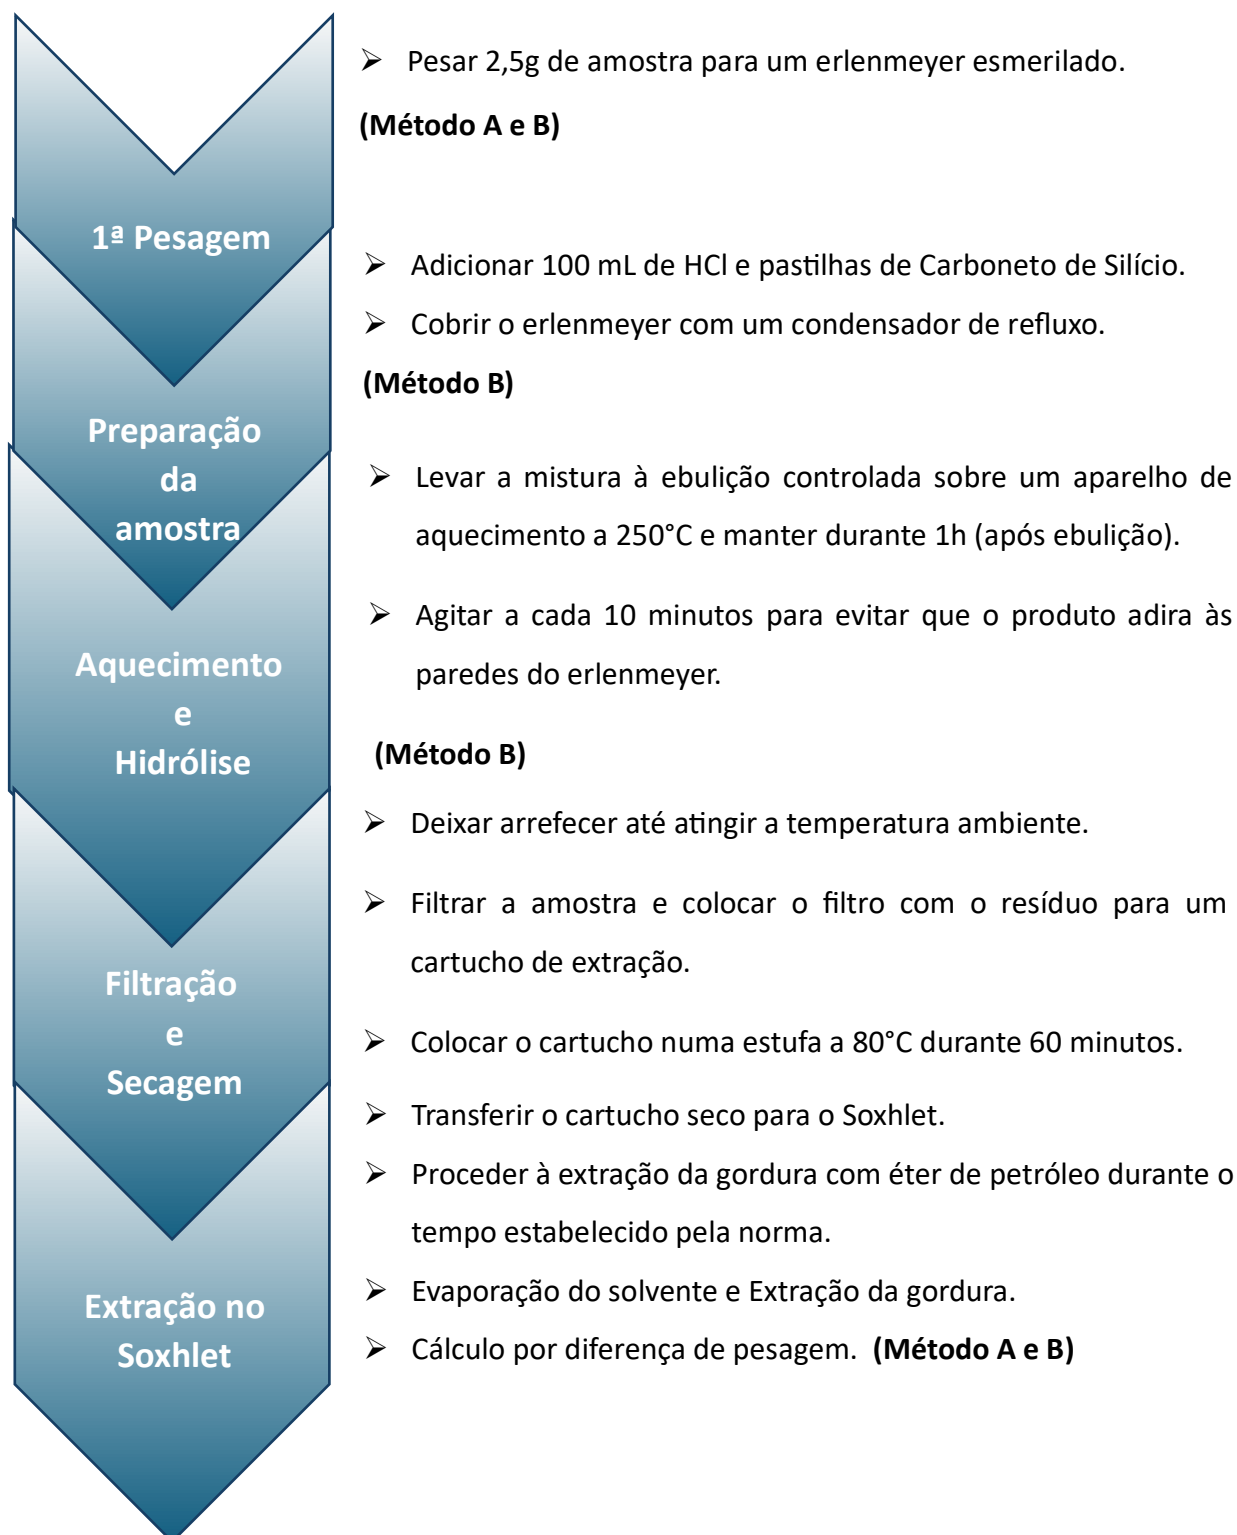 ➢ Pesar 2,5g de amostra para um erlenmeyer esmerilado.
(Método A e B)
1ª Pesagem
➢ Adicionar 100 mL de HCl e pastilhas de Carboneto de Silício.
➢ Cobrir o erlenmeyer com um condensador de refluxo.
(Método B)
Preparação
da
amostra
➢ Levar a mistura à ebulição controlada sobre um aparelho de
aquecimento a 250°C e manter durante 1h (após ebulição).
➢ Agitar a cada 10 minutos para evitar que o produto adira às
paredes do erlenmeyer.
(Método B)
Aquecimento
e
Hidrólise
➢ Deixar arrefecer até atingir a temperatura ambiente.
➢ Filtrar a amostra e colocar o filtro com o resíduo para um
cartucho de extração.
➢ Colocar o cartucho numa estufa a 80°C durante 60 minutos.
Filtração
e
Secagem
➢ Transferir o cartucho seco para o Soxhlet.
➢ Proceder à extração da gordura com éter de petróleo durante o
tempo estabelecido pela norma.
➢ Evaporação do solvente e Extração da gordura.
➢ Cálculo por diferença de pesagem. (Método A e B)
Extração no
Soxhlet